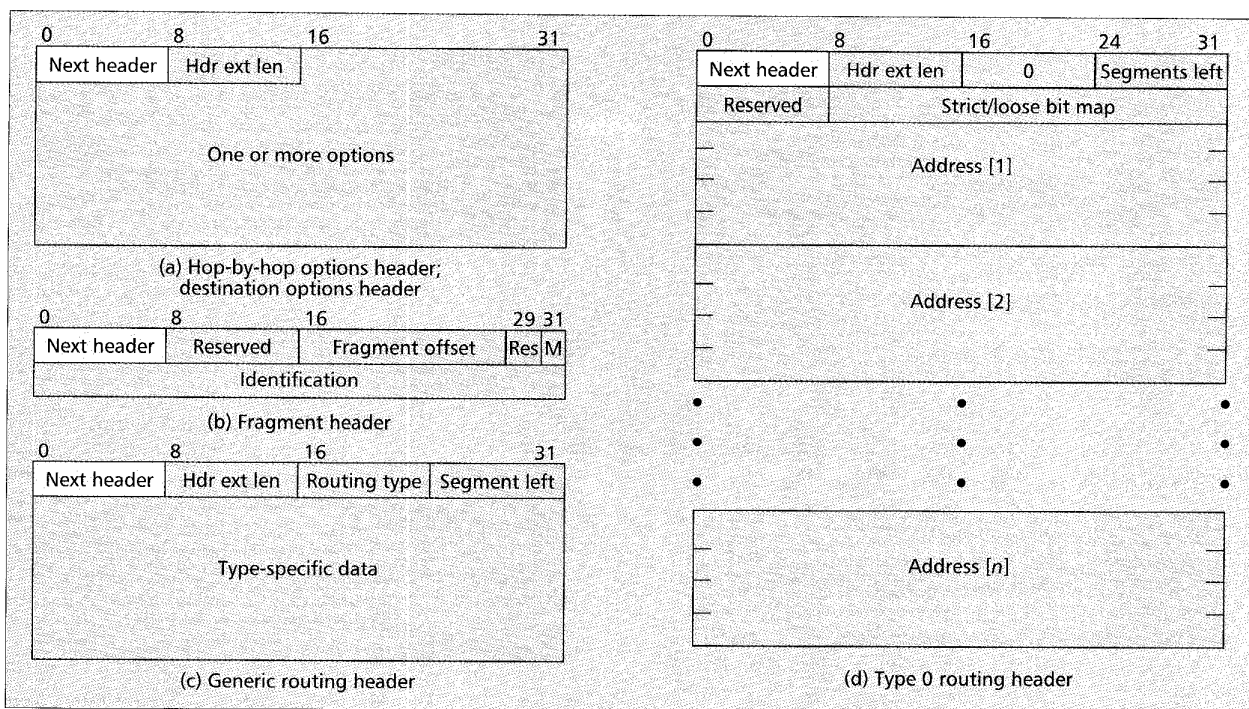 0 8 16 31
Next header Hdr ext len
One or more options
(a) Hop-by-hop options header;
destination options header
0 8 16 29 31
Next header Reserved Fragment offset Res M
Identification
(b) Fragment header
0 8 16 31
Next header Hdr ext len Routing type Segment left
Type-specific data
(c) Generic routing header
0 8 16 24 31
Next header Hdr ext len 0 Segments left
Reserved Strict/loose bit map
Address [1]
Address [2]
Address [n]
(d) Type 0 routing header